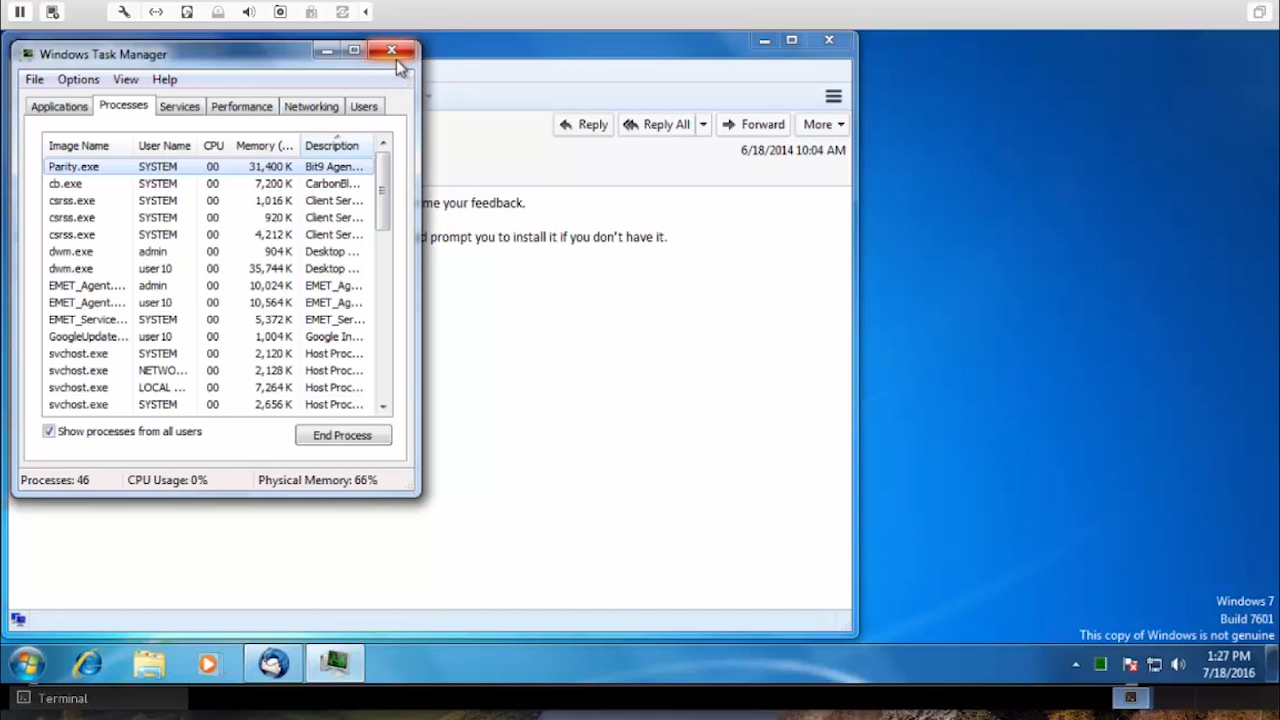 Windows Task Manager
File Options View Help
Applications Processes Services Performance Networking Users
Image Name User Name CPU Memory (... Description
Parity.exe SYSTEM 00 31,400 K Bit9 Agen...
cb.exe SYSTEM 00 7,200 K CarbonBl...
csrss.exe SYSTEM 00 1,016 K Client Ser...
csrss.exe SYSTEM 00 920 K Client Ser...
csrss.exe SYSTEM 00 4,212 K Client Ser...
dwm.exe admin 00 904 K Desktop ...
dwm.exe user10 00 35,744 K Desktop ...
EMET_Agent.... admin 00 10,024 K EMET_Ag...
EMET_Agent.... user10 00 10,564 K EMET_Ag...
EMET_Service... SYSTEM 00 5,372 K EMET_Ser...
GoogleUpdate... user10 00 1,004 K Google In...
svchost.exe SYSTEM 00 2,120 K Host Proc...
svchost.exe NETWO... 00 2,128 K Host Proc...
svchost.exe LOCAL ... 00 7,264 K Host Proc...
svchost.exe SYSTEM 00 2,656 K Host Proc...
Show processes from all users
End Process
Processes: 46 CPU Usage: 0% Physical Memory: 66%
Reply Reply All Forward More
6/18/2014 10:04 AM
me your feedback.
d prompt you to install it if you don't have it.
Windows 7
Build 7601
This copy of Windows is not genuine
1:27 PM
7/18/2016
Terminal